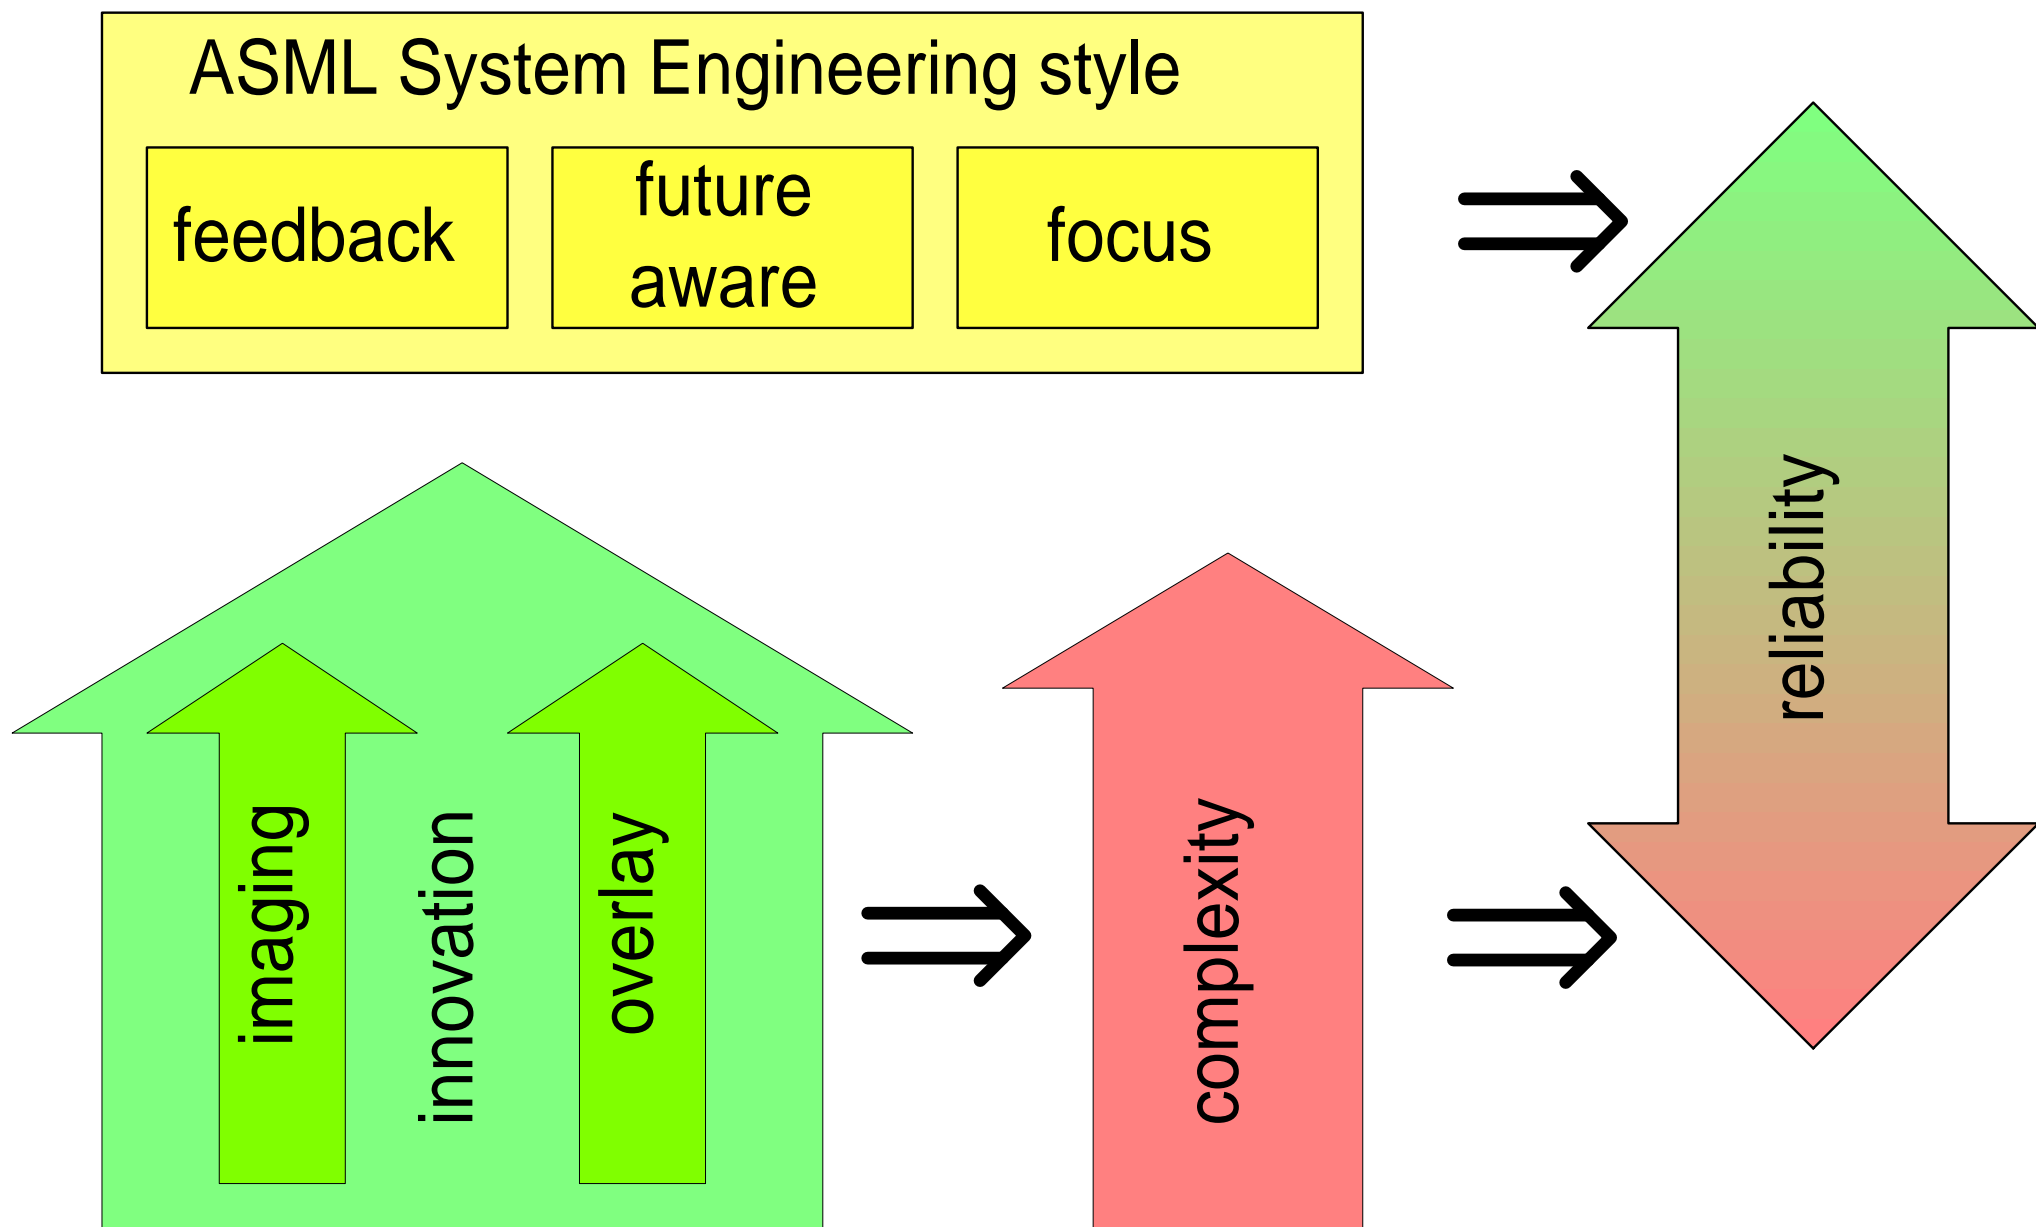 ASML System Engineering style
feedback
future
aware
focus
imaging
innovation
overlay
complexity
reliability